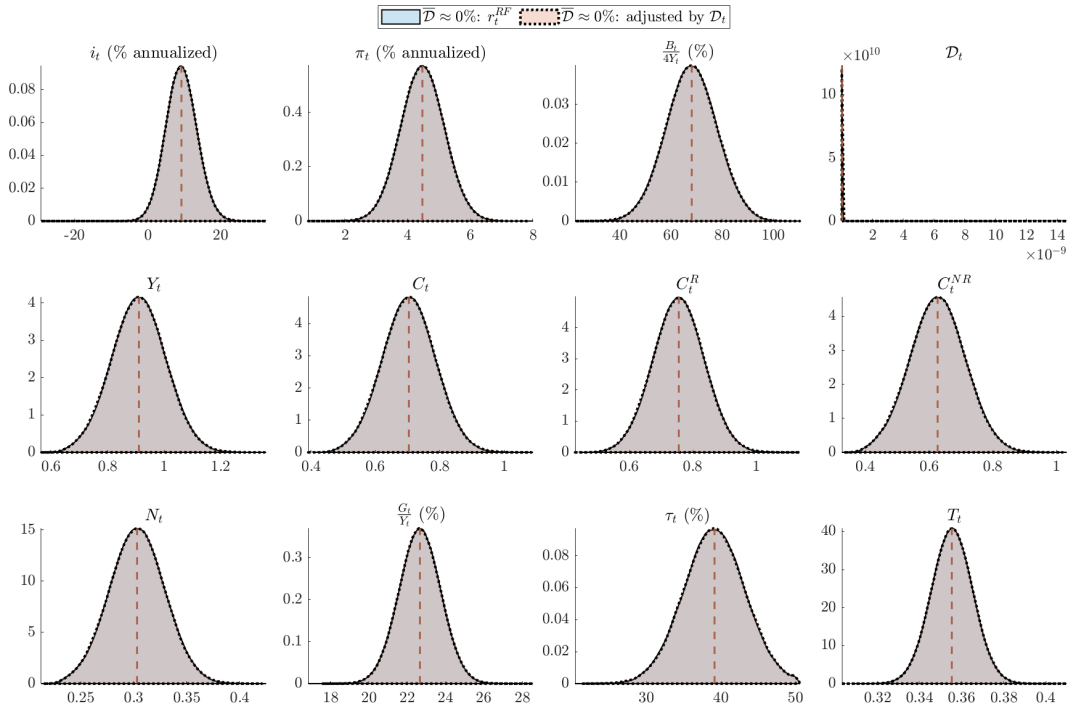 D̅ ≈ 0%: r_t^{RF} D̅ ≈ 0%: adjusted by D_t
i_t (% annualized) π_t (% annualized) B_t/4Y_t (%) D_t
×10^{10}
0.08 0.06 0.04 0.02 0
-20 0 20
0.4 0.2 0
2 4 6 8
0.03 0.02 0.01 0
40 60 80 100
10 5 0
2 4 6 8 10 12 14
×10^{-9}
Y_t C_t C_t^R C_t^{NR}
4 3 2 1 0
0.6 0.8 1 1.2
4 3 2 1 0
0.4 0.6 0.8 1
4 3 2 1 0
0.6 0.8 1
4 3 2 1 0
0.4 0.6 0.8 1
N_t G_t/Y_t (%) τ_t (%) T_t
15 10 5 0
0.25 0.3 0.35 0.4
0.3 0.2 0.1 0
18 20 22 24 26 28
0.08 0.06 0.04 0.02 0
30 40 50
40 30 20 10 0
0.32 0.34 0.36 0.38 0.4